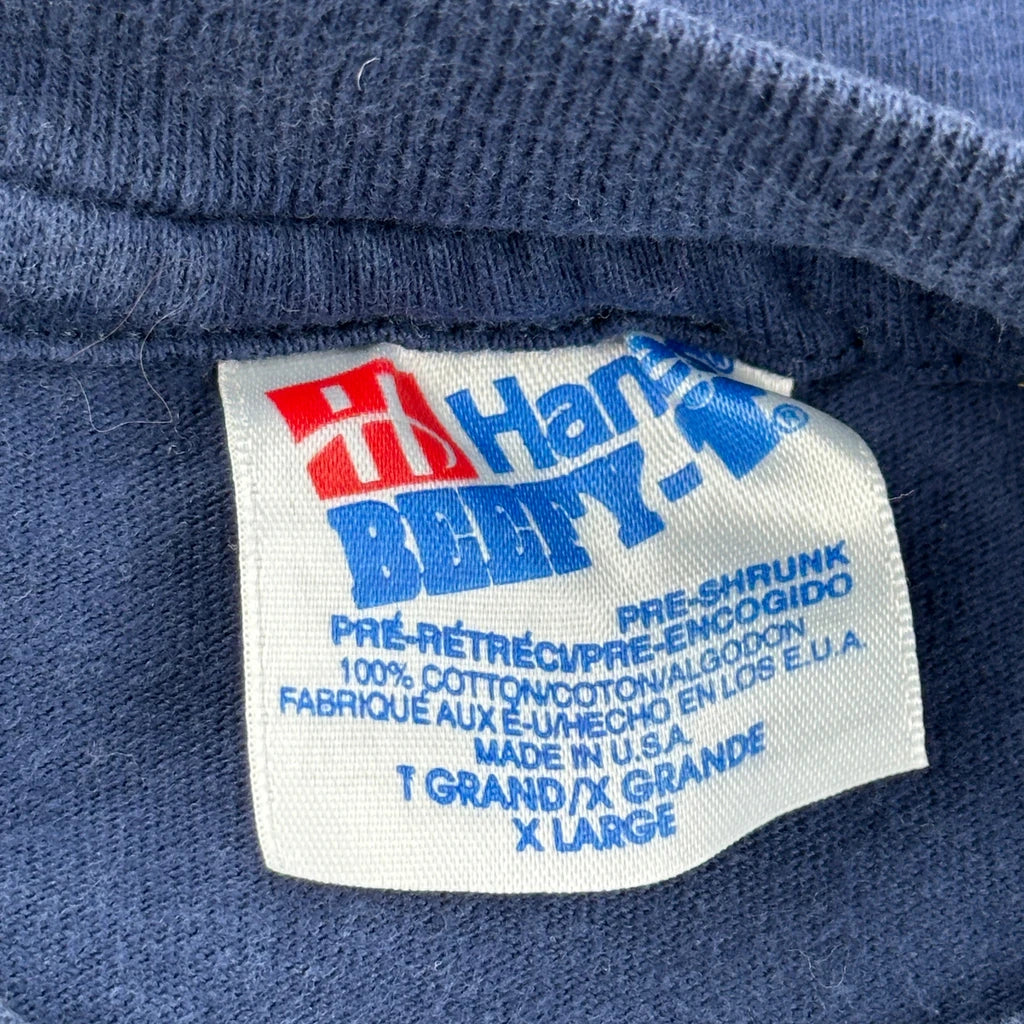 Hanes
BEEFY-T
®
PRE-SHRUNK
PRÉ-RÉTRÉCI/PRE-ENCOGIDO
100% COTTON/COTON/ALGODON
FABRIQUÉ AUX É-U/HECHO EN LOS E.U.A.
MADE IN U.S.A.
T GRAND/X GRANDE
X LARGE